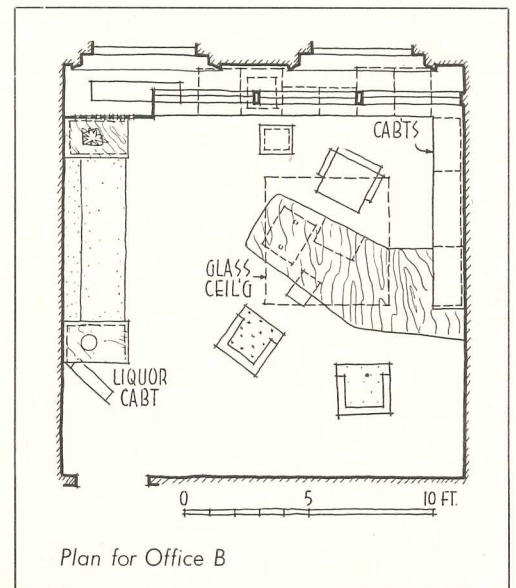 CABTS
GLASS
CEIL'G
LIQUOR
CABT
0 5 10 FT.
Plan for Office B